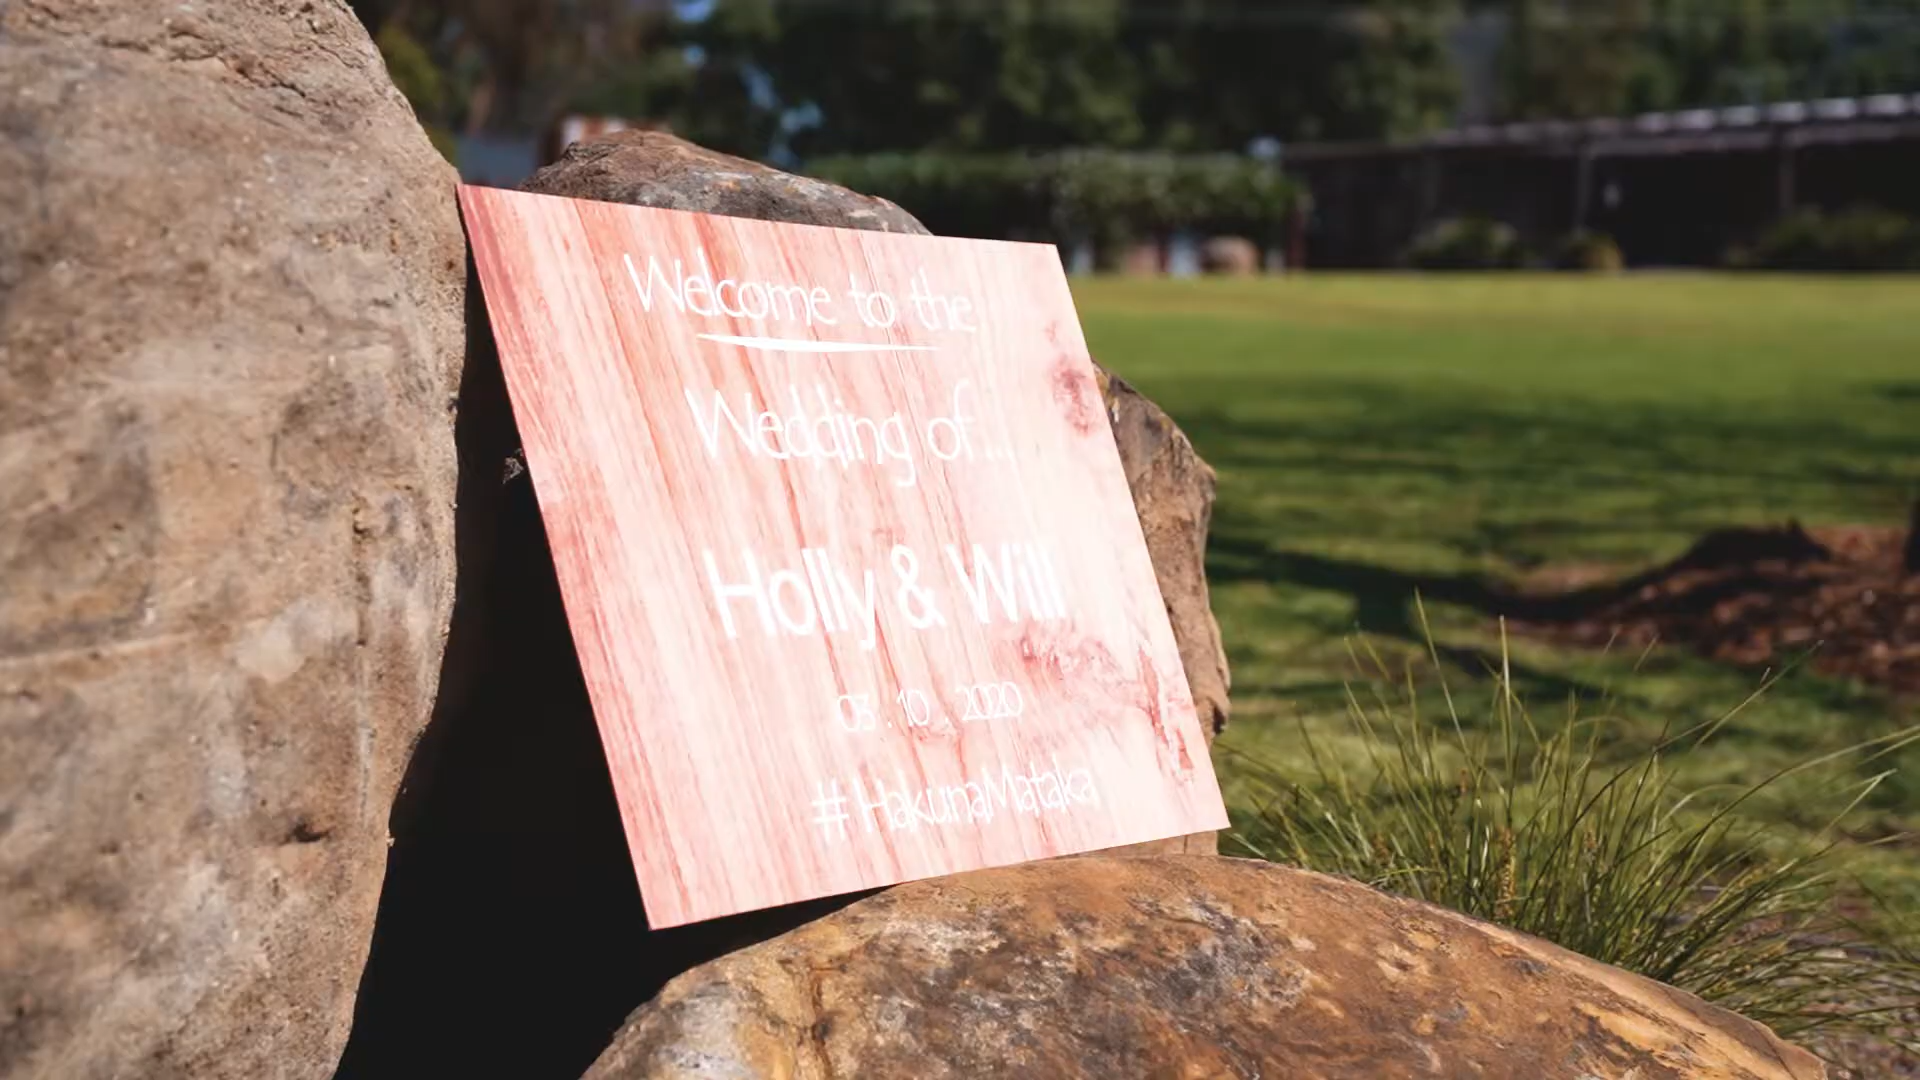 Welcome to the
Wedding of...
Holly & Will
03 . 10 . 2020
# HakunaMataka